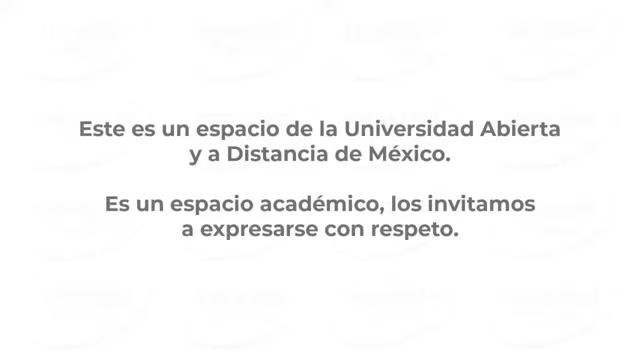 Este es un espacio de la Universidad Abierta
y a Distancia de México.
Es un espacio académico, los invitamos
a expresarse con respeto.